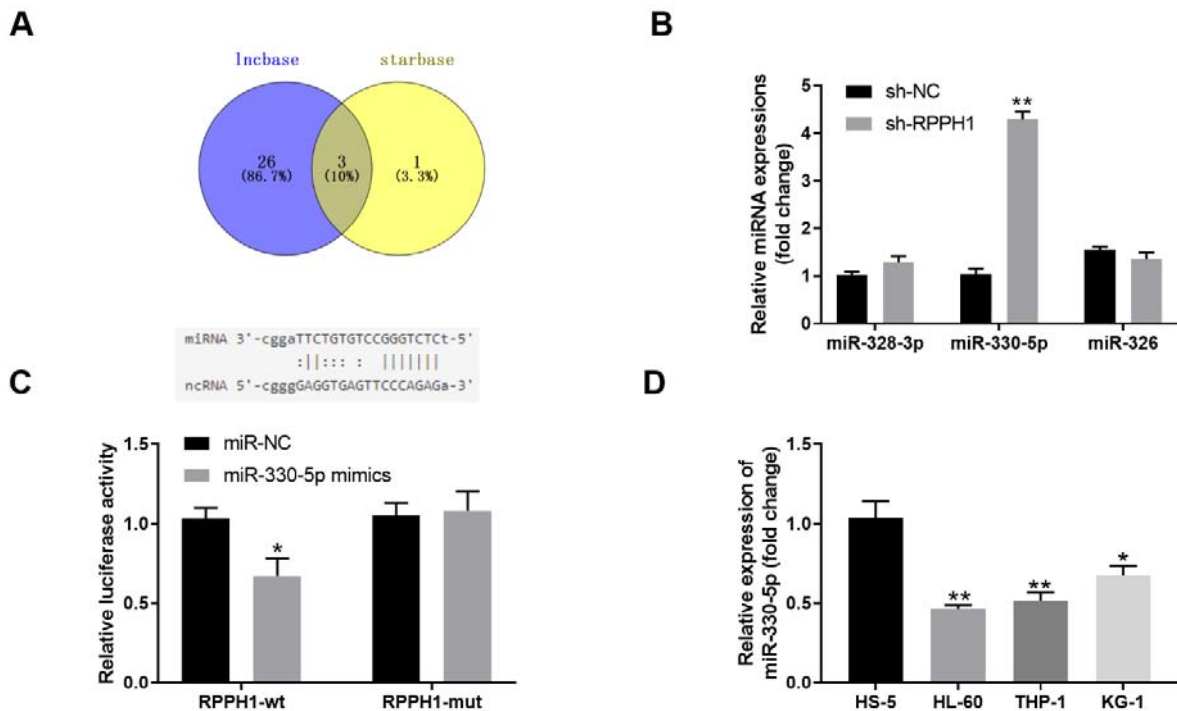 A
lncbase
starbase
26
(86.7%)
3
(10%)
1
(3.3%)
B
sh-NC
sh-RPPH1
Relative miRNA expressions
(fold change)
5
4
3
2
1
0
**
miR-328-3p
miR-330-5p
miR-326
miRNA 3'-cggaTTCTGTGTCCGGGTCTCt-5'
:||::: : |||||||
ncRNA 5'-cgggGAGGTGAGTTCCCAGAGa-3'
C
miR-NC
miR-330-5p mimics
Relative luciferase activity
1.5
1.0
0.5
0.0
*
RPPH1-wt
RPPH1-mut
D
Relative expression of
miR-330-5p (fold change)
1.5
1.0
0.5
0.0
**
**
*
HS-5
HL-60
THP-1
KG-1